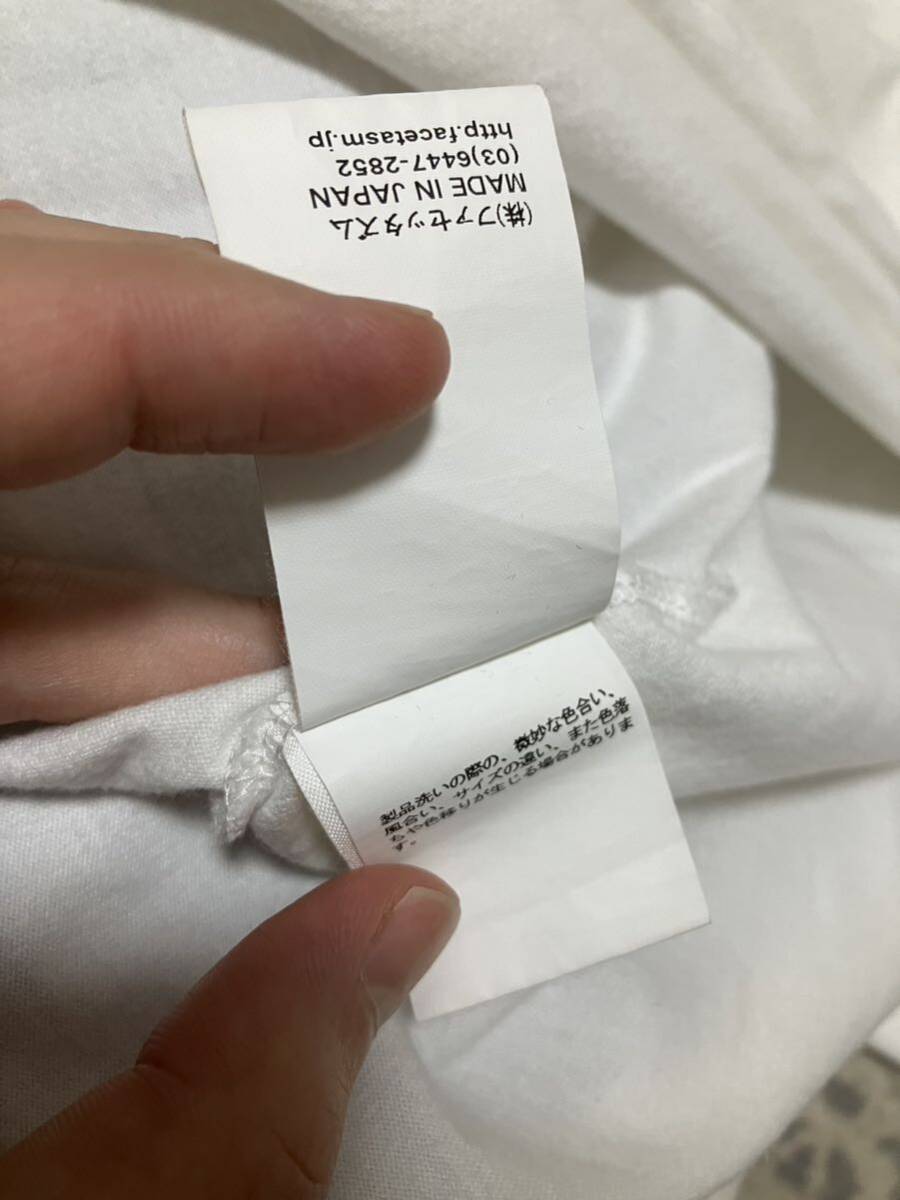 (株)ファセッタズム
MADE IN JAPAN
(03)6447-2852
http.facetasm.jp
製品洗いの際の、微妙な色合い、
風合い、サイズの違い、また色落
ちや色移りが生じる場合がありま
す。